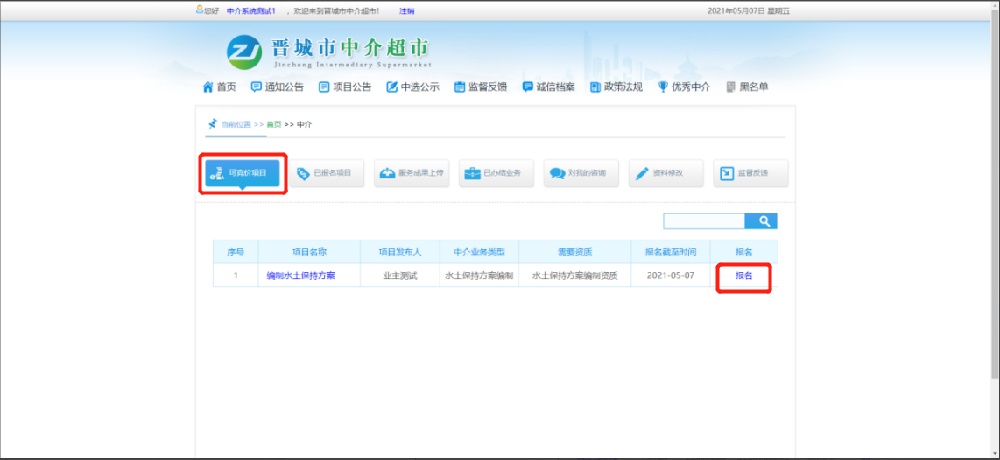 您好 中介系统测试1 ，欢迎来到晋城市中介超市! 注销 2021年05月07日 星期五
ZJ 晋城市中介超市
Jincheng Intermediary Supermarket
首页 通知公告 项目公告 中选公示 监督反馈 诚信档案 政策法规 优秀中介 黑名单
当前位置 >> 首页 >> 中介
可竞价项目 已报名项目 服务成果上传 已办结业务 对我的咨询 资料修改 监督反馈
序号 项目名称 项目发布人 中介业务类型 需要资质 报名截至时间 报名
1 编制水土保持方案 业主测试 水土保持方案编制 水土保持方案编制资质 2021-05-07 报名